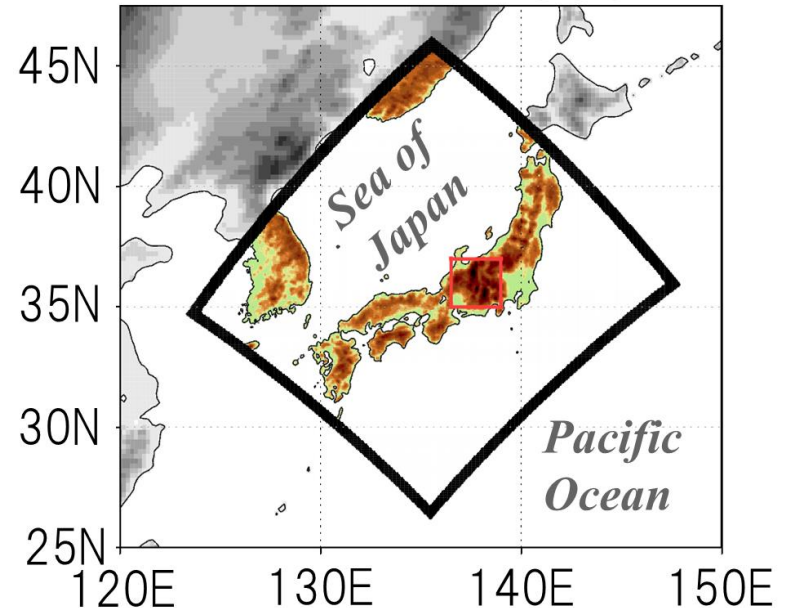 45N
40N
35N
30N
25N
120E
130E
140E
150E
Sea of
Japan
Pacific
Ocean